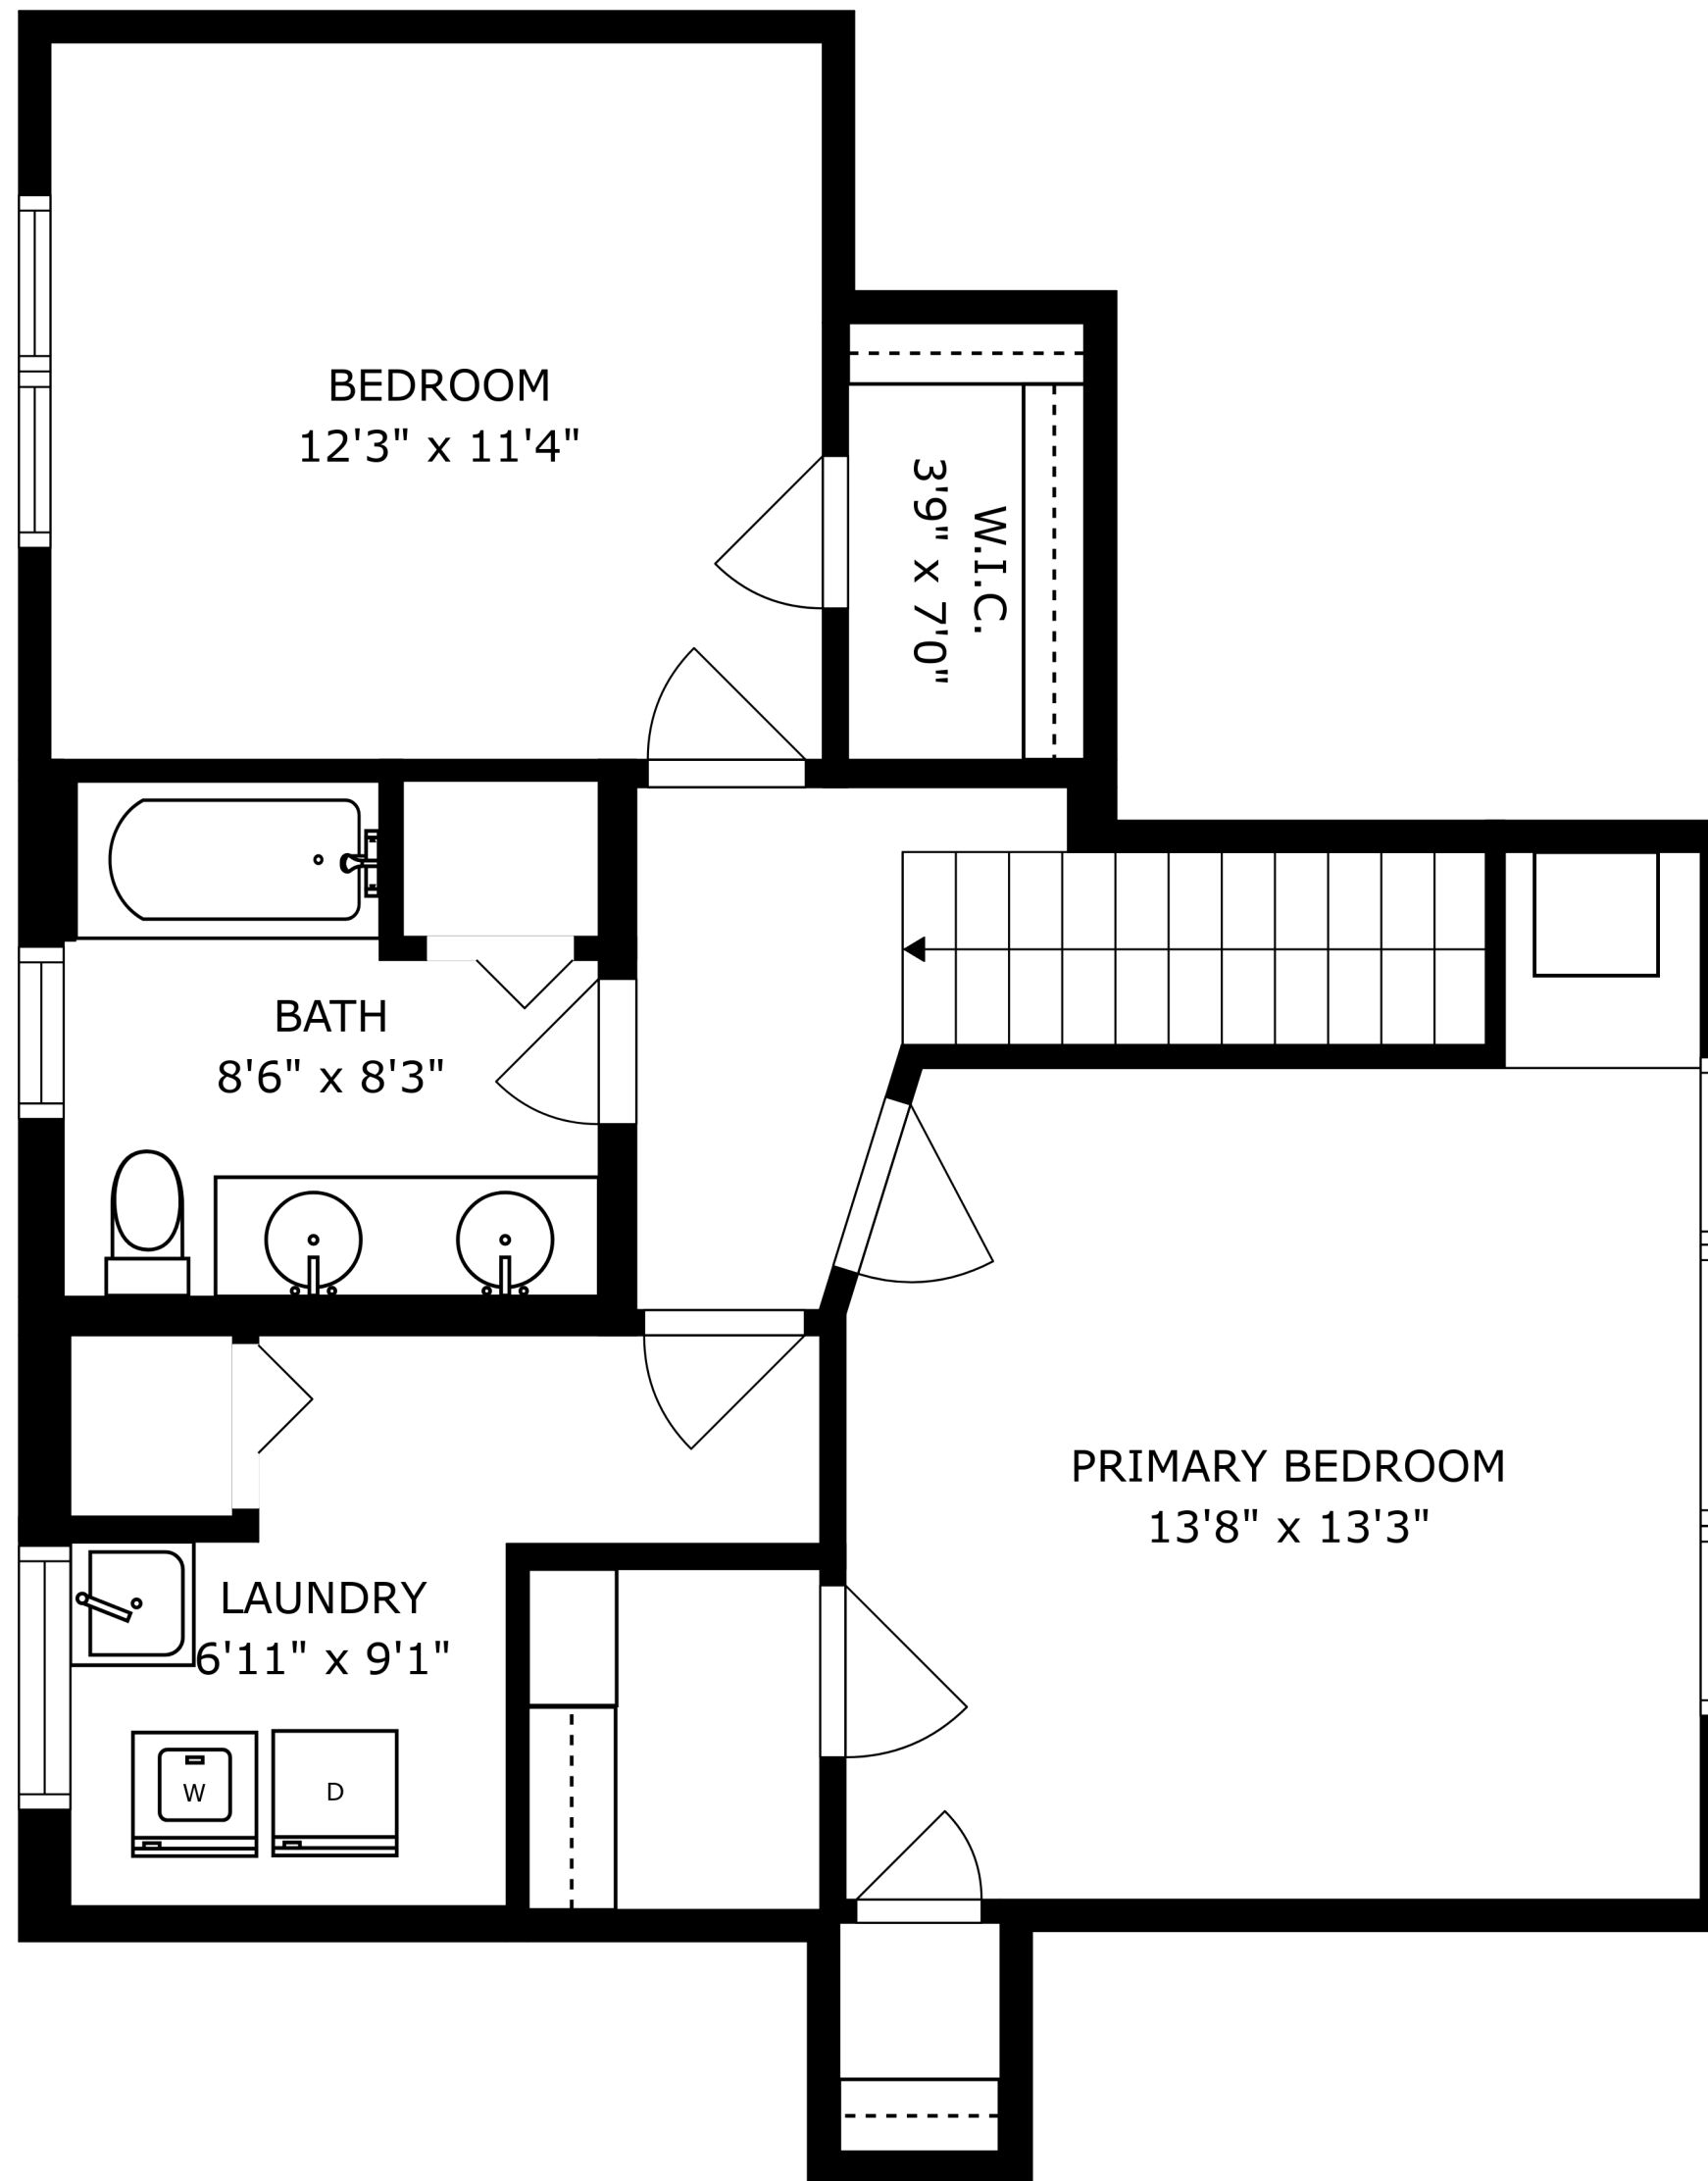 BEDROOM
12'3" x 11'4"
W.I.C.
3'9" x 7'0"
BATH
8'6" x 8'3"
PRIMARY BEDROOM
13'8" x 13'3"
LAUNDRY
6'11" x 9'1"
W
D